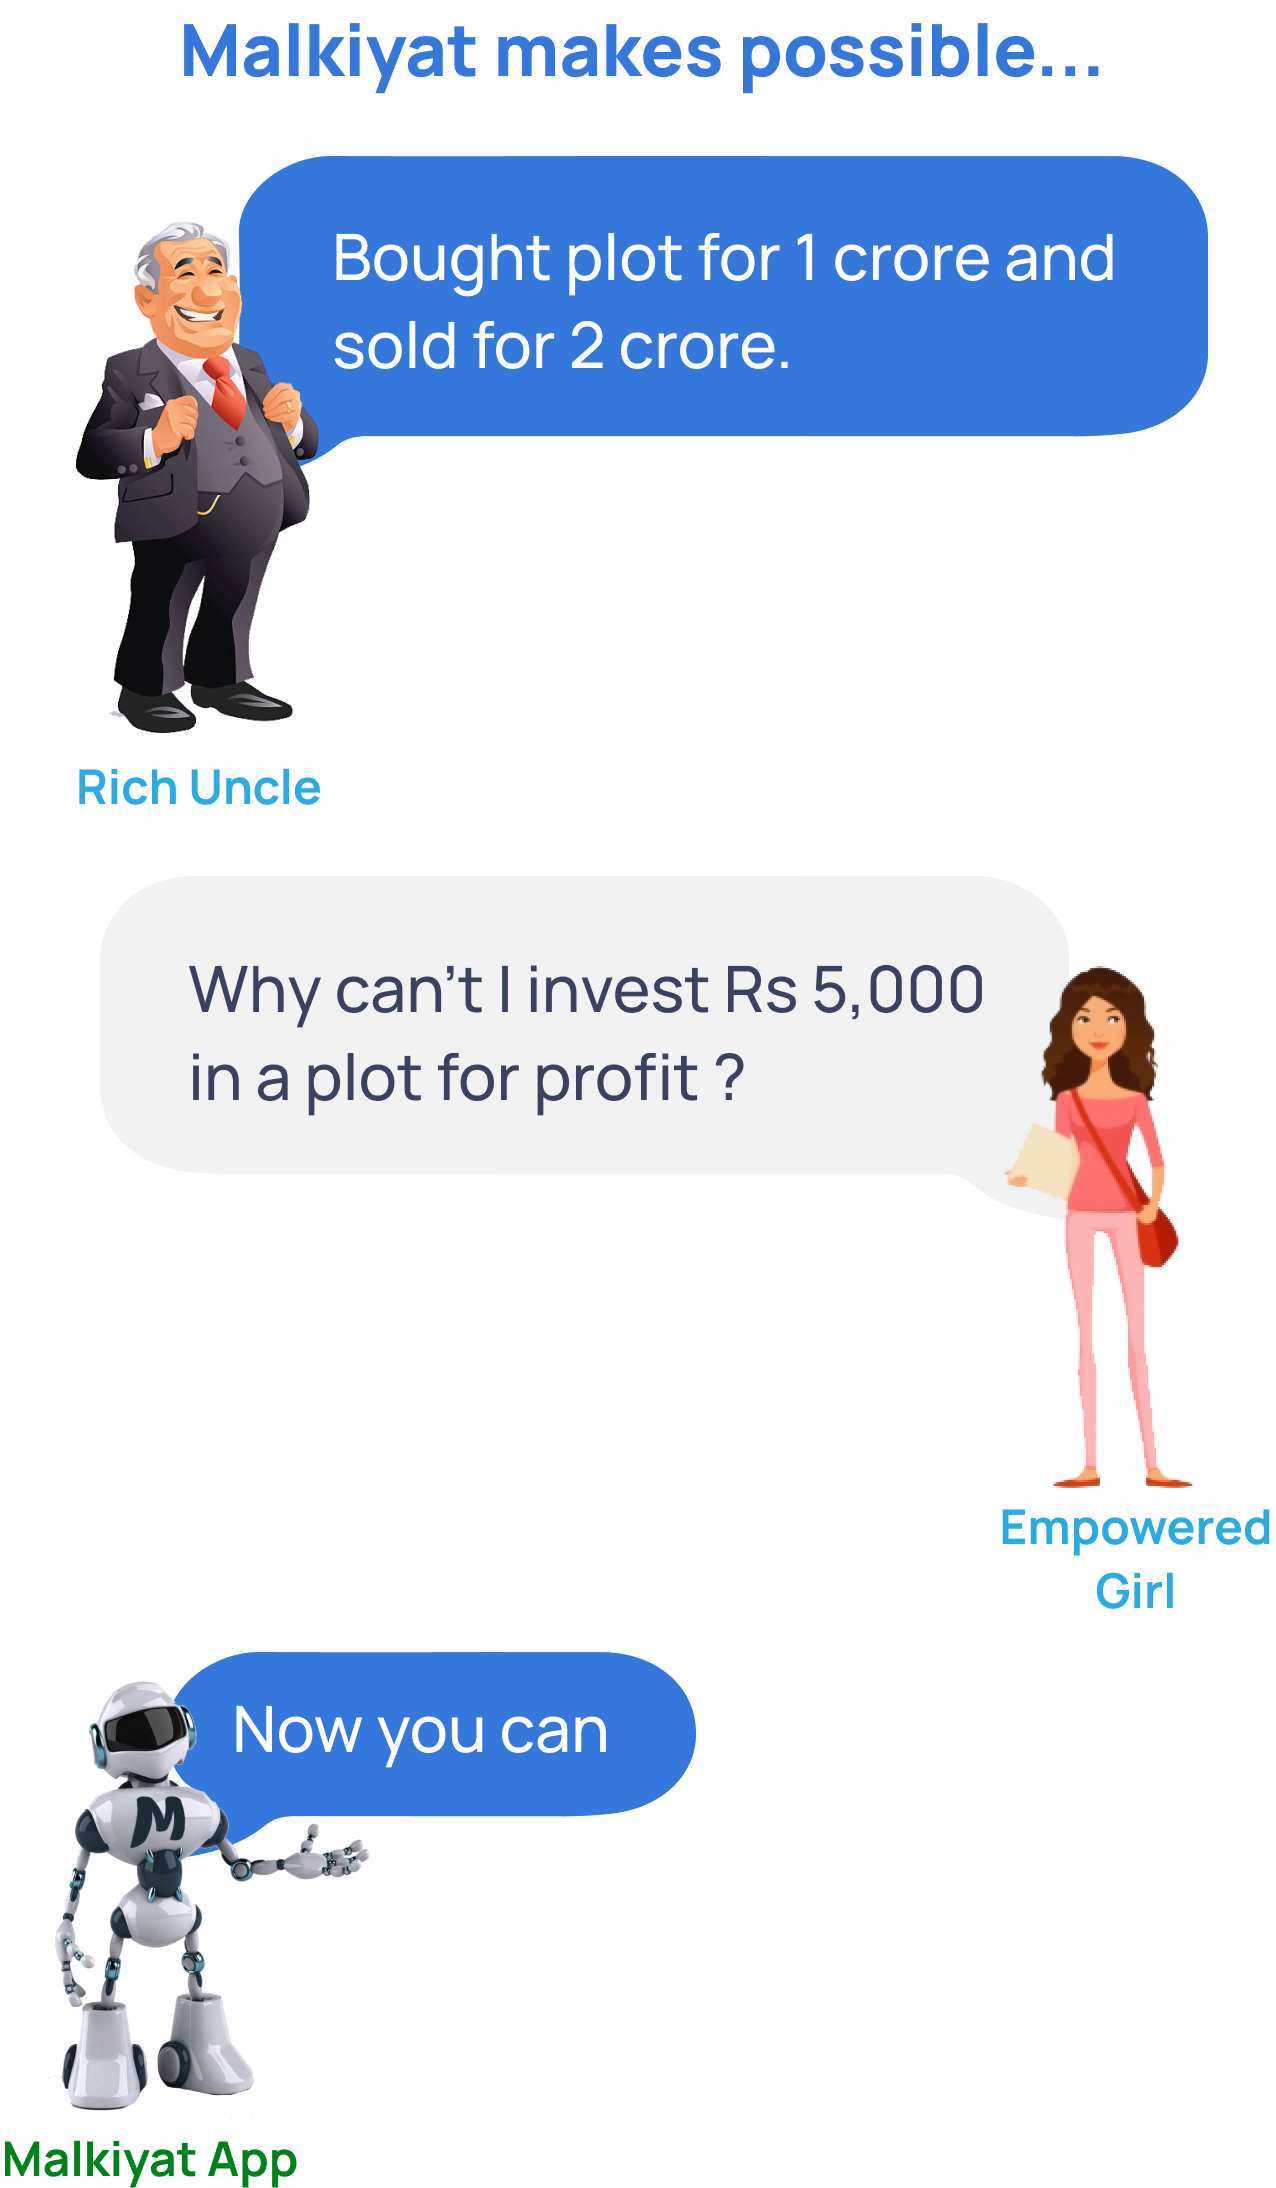 Malkiyat makes possible...
Bought plot for 1 crore and
sold for 2 crore.
Rich Uncle
Why can't I invest Rs 5,000
in a plot for profit ?
Empowered
Girl
Now you can
M
Malkiyat App